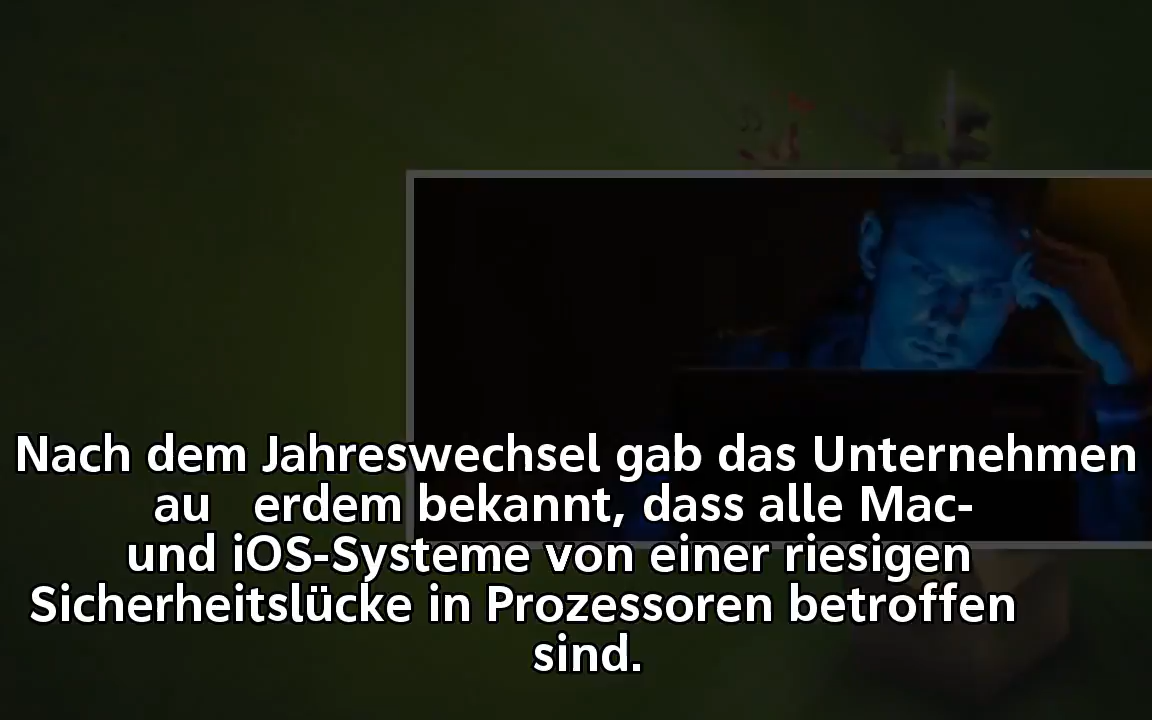 Nach dem Jahreswechsel gab das Unternehmen
au erdem bekannt, dass alle Mac-
und iOS-Systeme von einer riesigen
Sicherheitslücke in Prozessoren betroffen
sind.